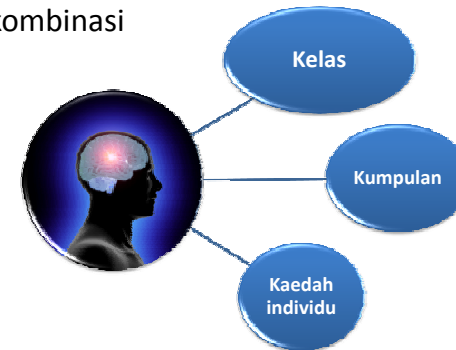 kombinasi
Kelas
Kumpulan
Kaedah
individu